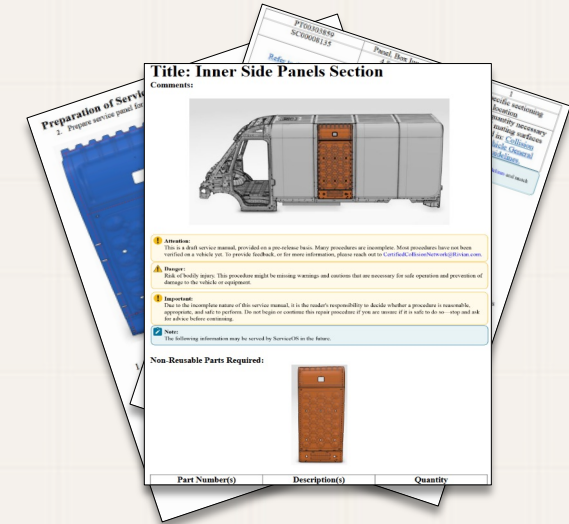 PT00303859
SC00006135
Panel, Box
1
specific sectioning
location
quantity necessary
mating surfaces
Collision
Vehicle General
Preparation of Servi
2. Prepare service panel for
Title: Inner Side Panels Section
Comments:
Attention:
This is a draft service manual, provided on a pre-release basis. Many procedures are incomplete. Most procedures have not been
verified on a vehicle yet. To provide feedback, or for more information, please reach out to CertifiedCollisionNetwork@Rivian.com.
Danger:
Risk of bodily injury. This procedure might be missing warnings and cautions that are necessary for safe operation and prevention of
damage to the vehicle or equipment.
Important:
Due to the incomplete nature of this service manual, it is the reader's responsibility to decide whether a procedure is reasonable,
appropriate, and safe to perform. Do not begin or continue this repair procedure if you are unsure if it is safe to do so—stop and ask
for advice before continuing.
Note:
The following information may be served by ServiceOS in the future.
Non-Reusable Parts Required:
Part Number(s) Description(s) Quantity